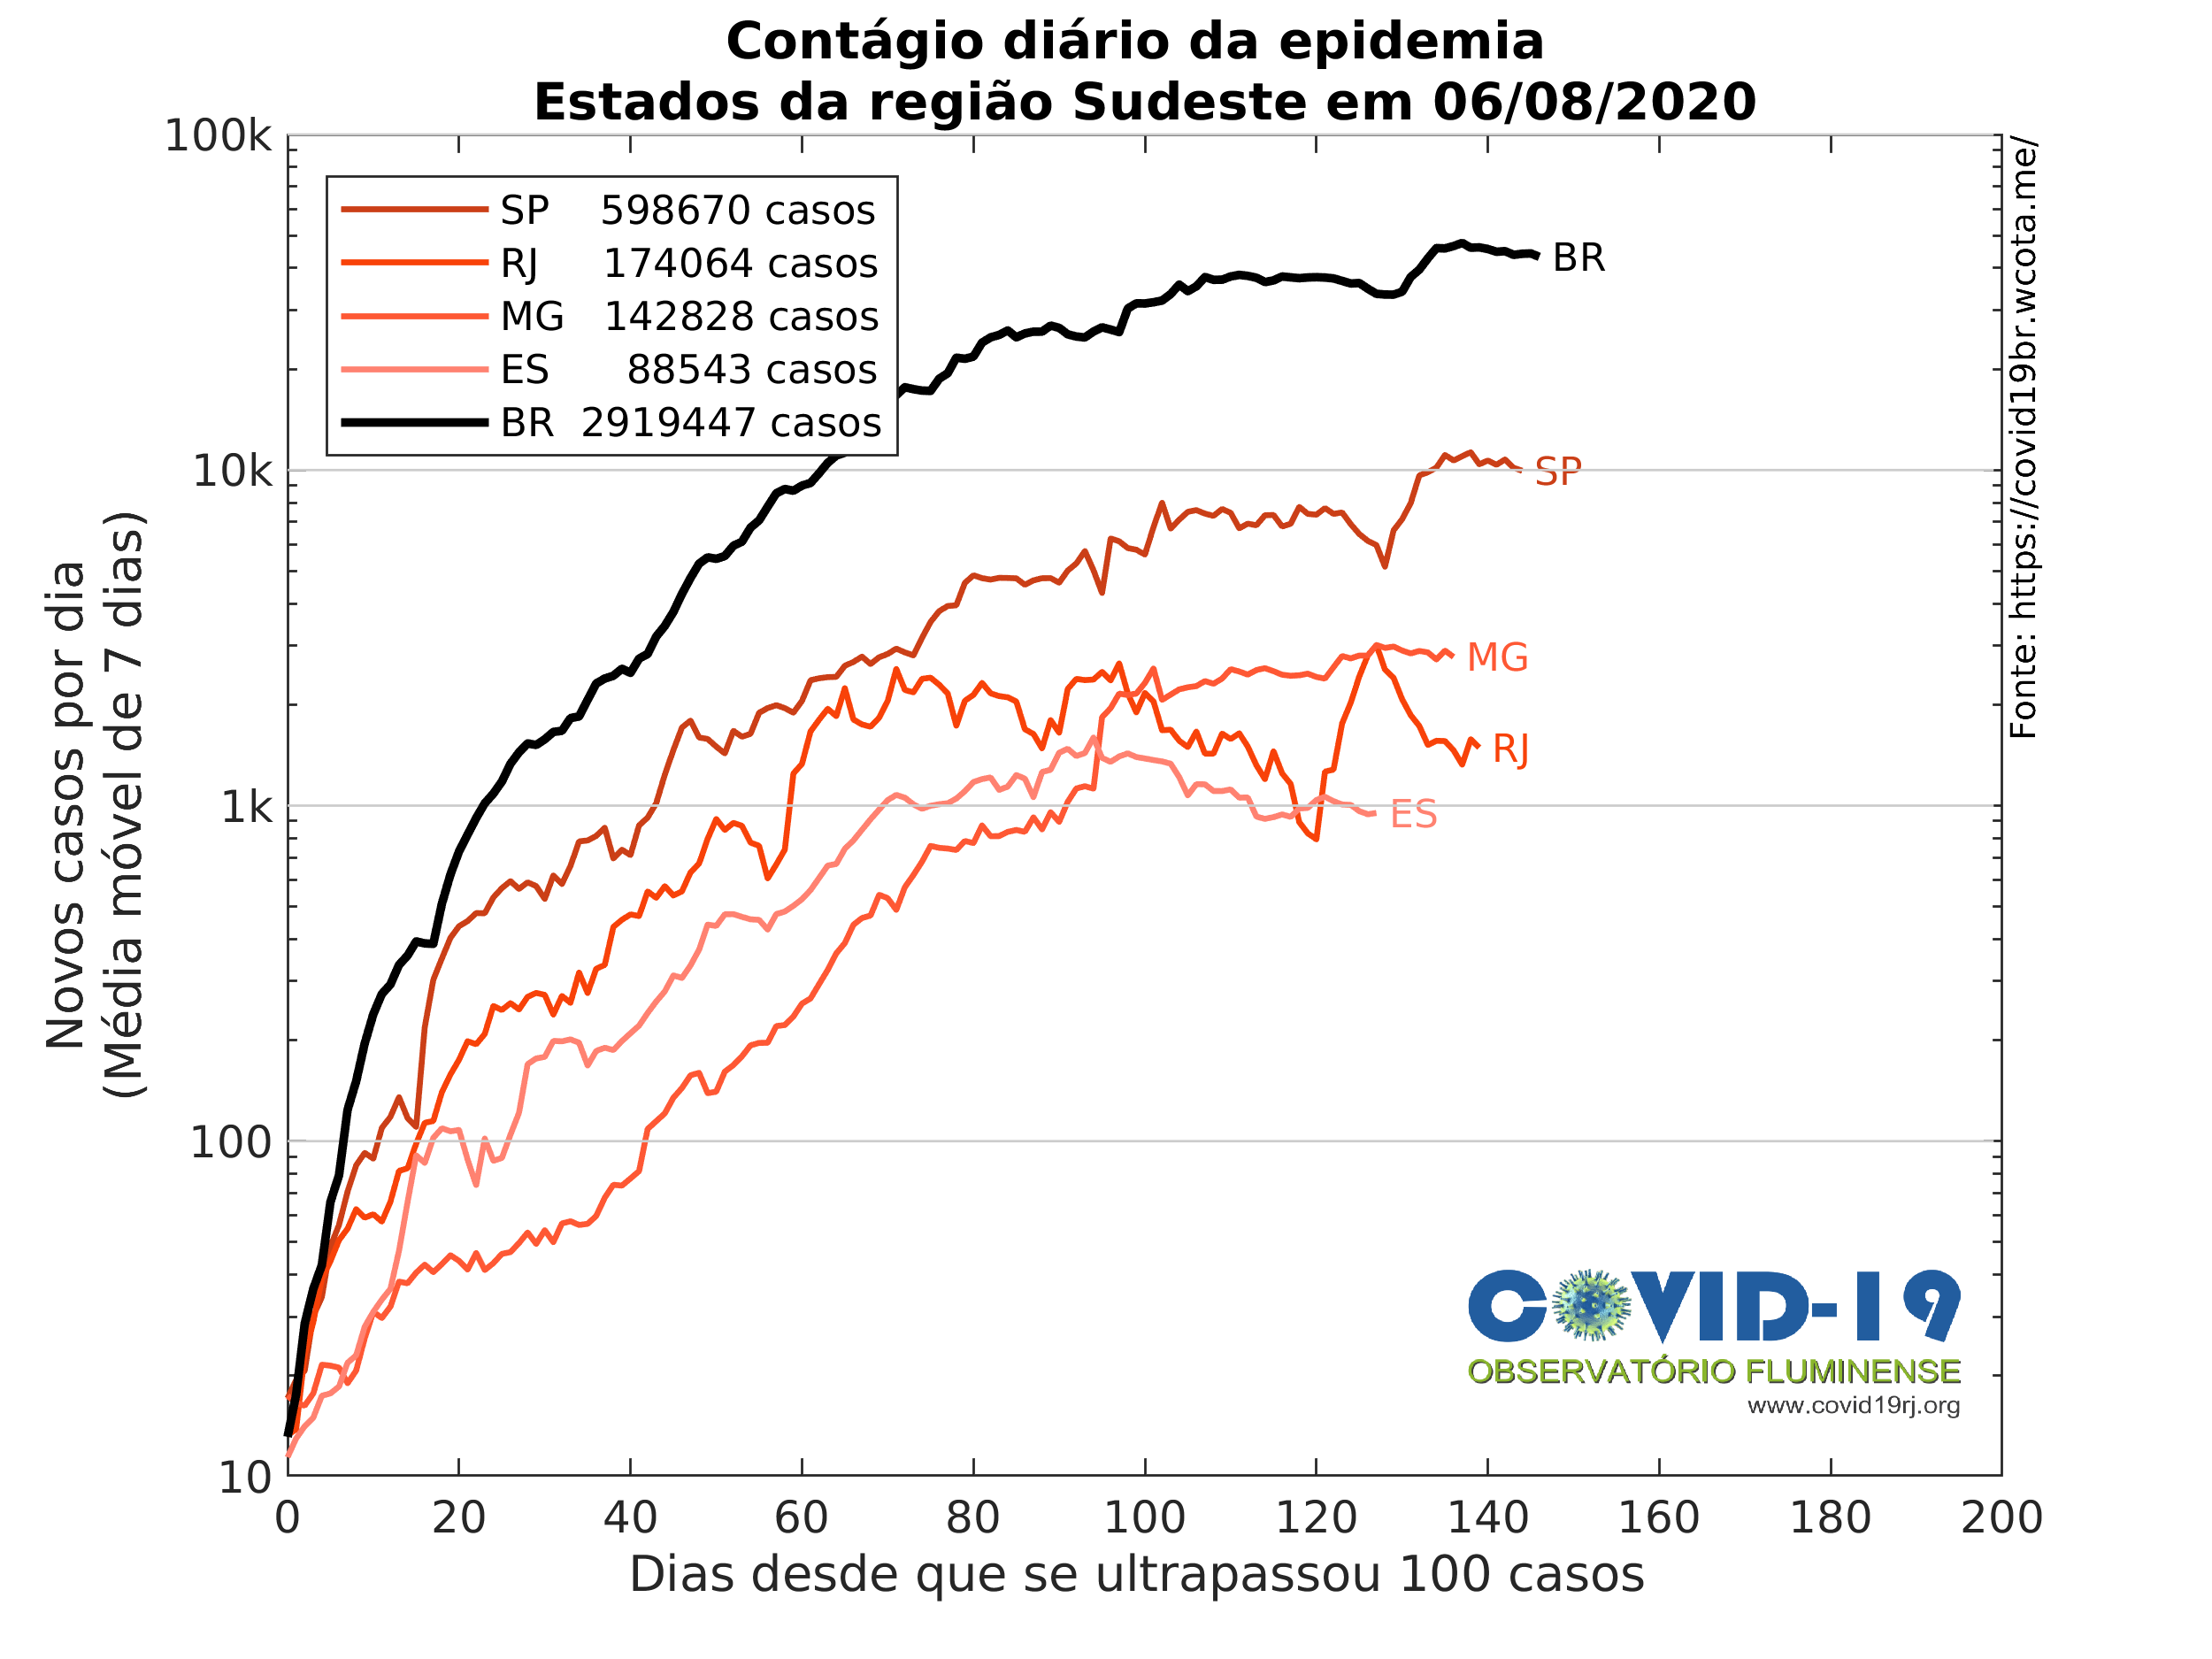 Contágio diário da epidemia
Estados da região Sudeste em 06/08/2020
100k
10k
1k
100
10
Novos casos por dia
(Média móvel de 7 dias)
SP 598670 casos
RJ 174064 casos
MG 142828 casos
ES 88543 casos
BR 2919447 casos
BR
SP
MG
RJ
ES
Fonte: https://covid19br.wcota.me/
COVID-19
OBSERVATÓRIO FLUMINENSE
www.covid19rj.org
0 20 40 60 80 100 120 140 160 180 200
Dias desde que se ultrapassou 100 casos